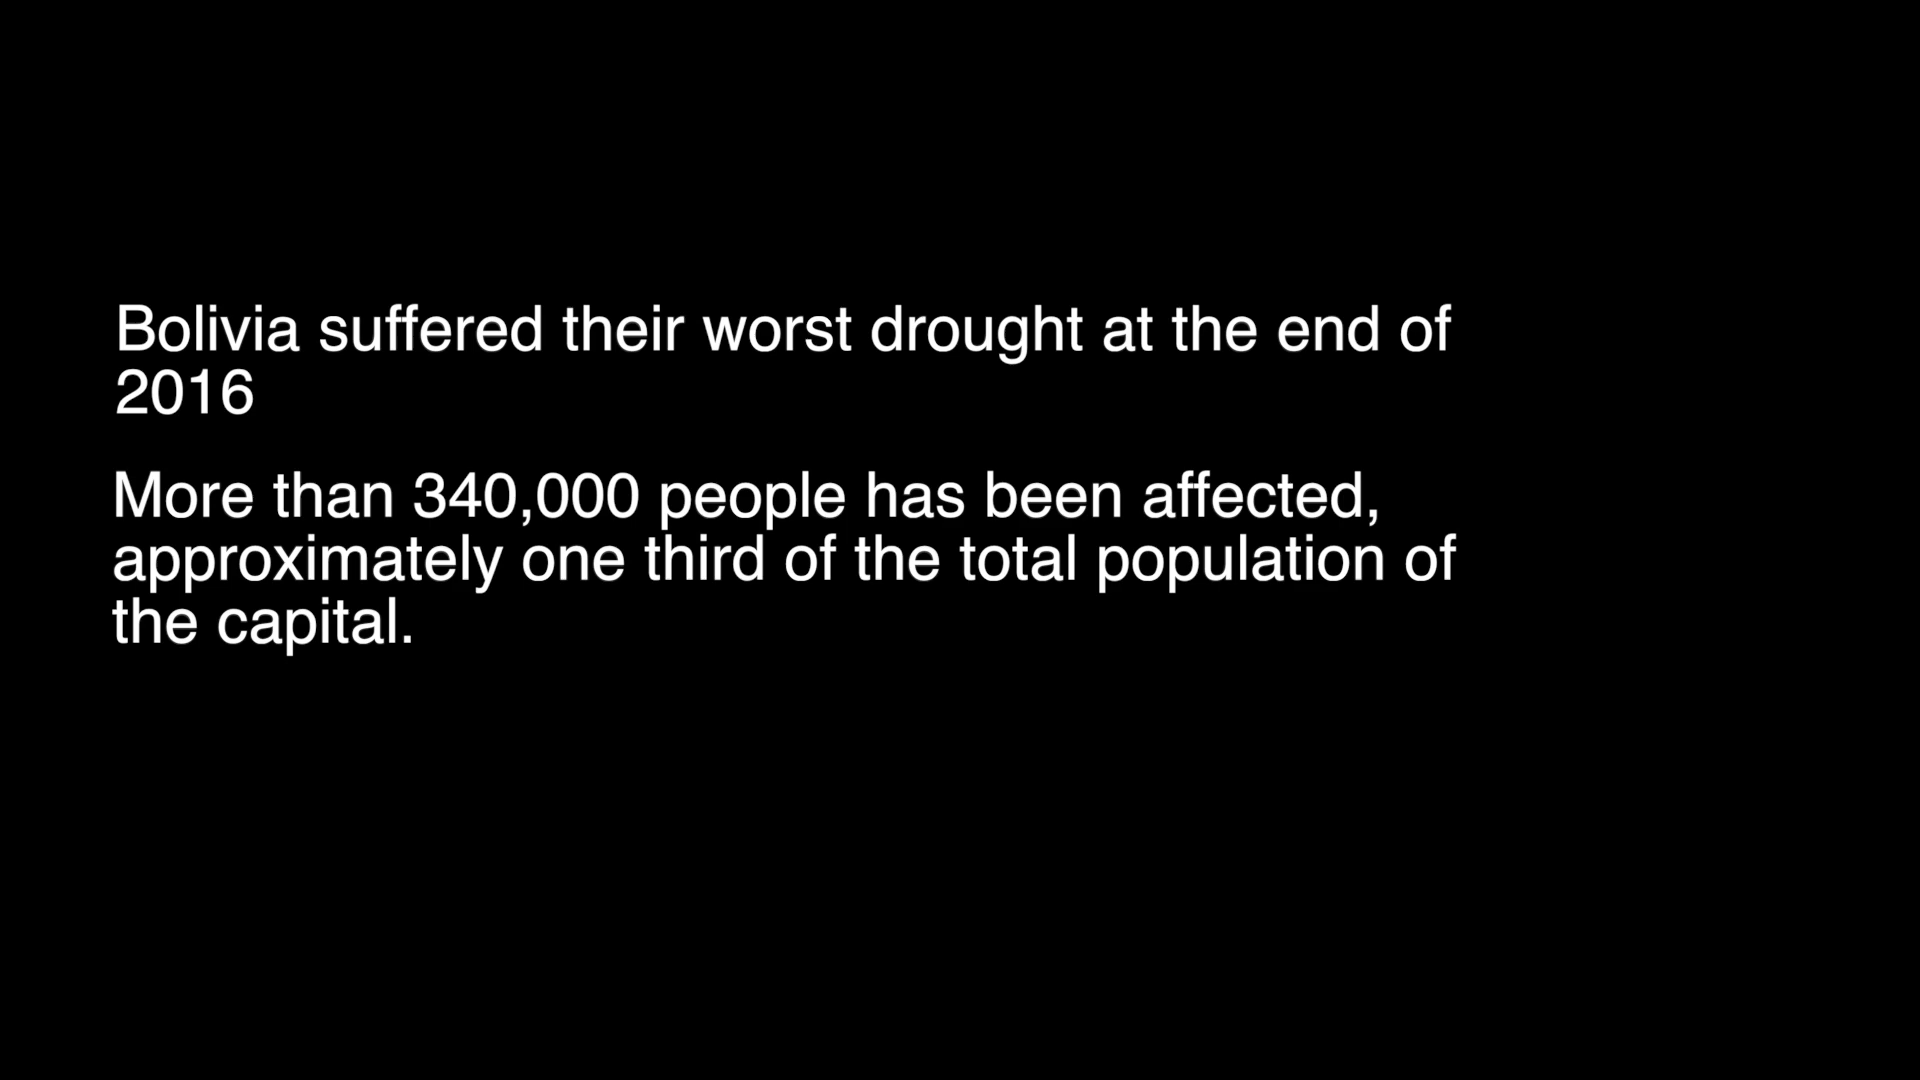 Bolivia suffered their worst drought at the end of
2016
More than 340,000 people has been affected,
approximately one third of the total population of
the capital.